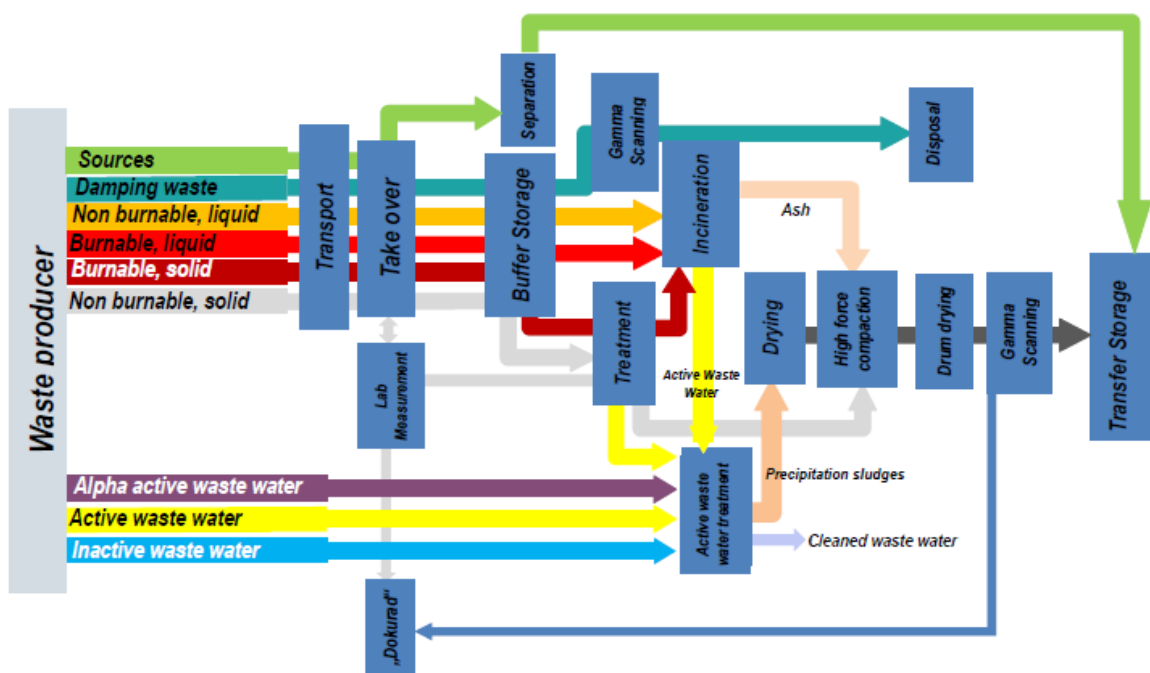 Waste producer
Sources
Damping waste
Non burnable, liquid
Burnable, liquid
Burnable, solid
Non burnable, solid
Alpha active waste water
Active waste water
Inactive waste water
Transport
Take over
Lab
Measurement
„Dokurad“
Separation
Buffer Storage
Gamma
Scanning
Treatment
Incineration
Active Waste
Water
Active waste
water treatment
Ash
Drying
Precipitation sludges
Cleaned waste water
High force
compaction
Disposal
Drum drying
Gamma
Scanning
Transfer Storage